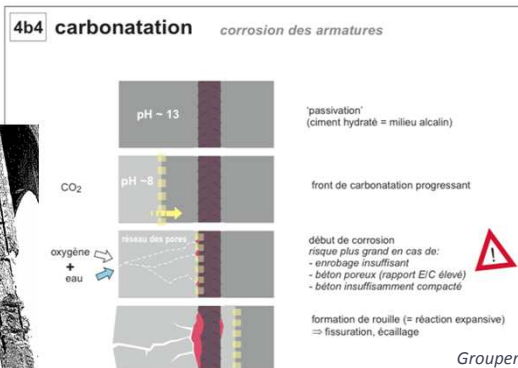 4b4 carbonatation corrosion des armatures
pH ~ 13
'passivation'
(ciment hydraté = milieu alcalin)
CO2
pH ~8
front de carbonatation progressant
oxygène
+
eau
réseau des pores
début de corrosion
risque plus grand en cas de:
- enrobage insuffisant
- béton poreux (rapport E/C élevé)
- béton insuffisamment compacté
!
formation de rouille (= réaction expansive)
⇒ fissuration, écaillage
Grouper